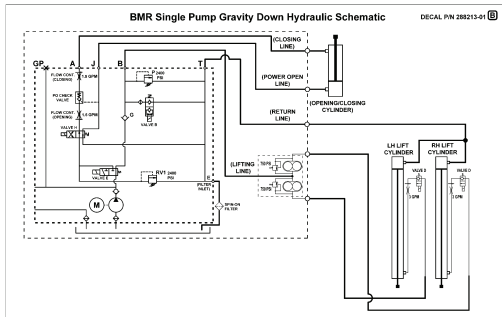 BMR Single Pump Gravity Down Hydraulic Schematic
DECAL P/N 288213-01 B
(CLOSING
LINE)
GP
A
J
B
T
FLOW CONT.
(CLOSING)
1.0 GPM
P 2400
PSI
(POWER OPEN
LINE)
(OPENING/CLOSING
CYLINDER)
PO CHECK
VALVE
FLOW CONT.
(OPENING)
1.5 GPM
G
VALVE B
(RETURN
LINE)
VALVE H
LH LIFT
CYLINDER
RH LIFT
CYLINDER
(LIFTING
LINE)
VALVE E
RV1 2400
PSI
E
(FILTER
INLET)
VALVE D
VALVE D
3 GPM
3 GPM
SPIN-ON
FILTER
M